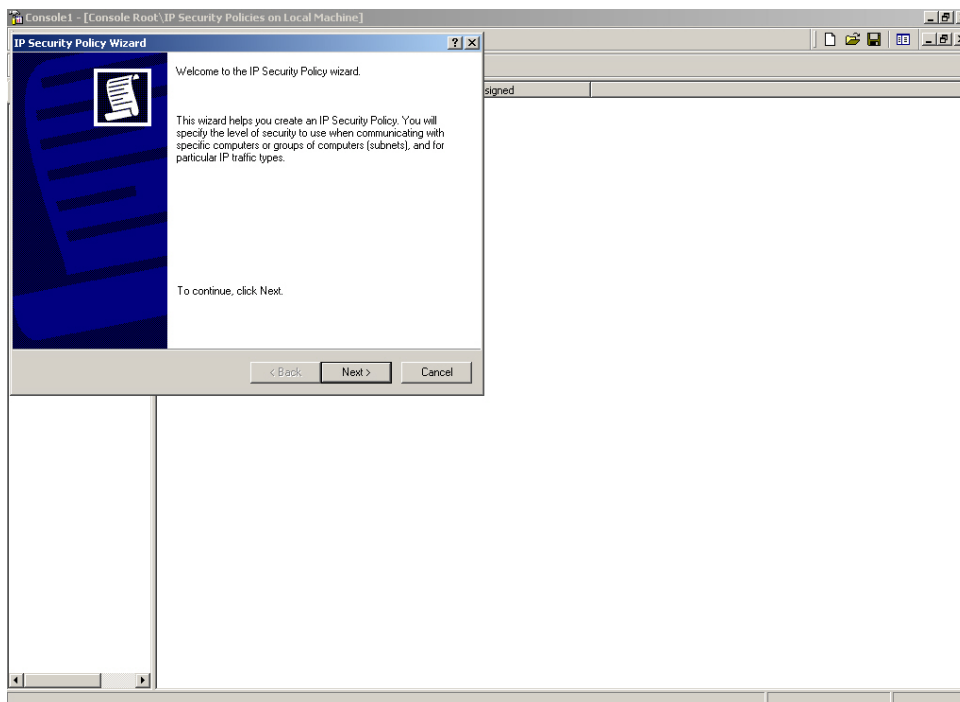 Console1 - [Console Root\IP Security Policies on Local Machine]
IP Security Policy Wizard
signed
Welcome to the IP Security Policy wizard.
This wizard helps you create an IP Security Policy. You will
specify the level of security to use when communicating with
specific computers or groups of computers (subnets), and for
particular IP traffic types.
To continue, click Next.
< Back
Next >
Cancel